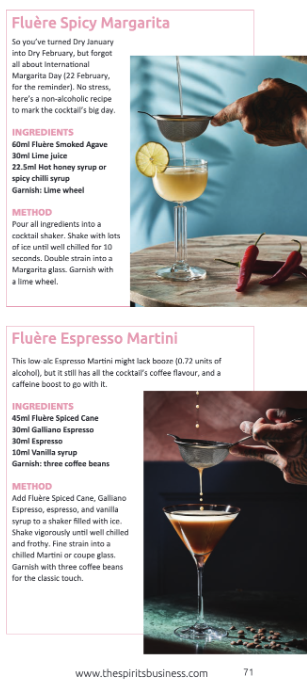 Fluère Spicy Margarita
So you've turned Dry January
into Dry February, but forgot
all about International
Margarita Day (22 February,
for the reminder). No stress,
here's a non-alcoholic recipe
to mark the cocktail's big day.
INGREDIENTS
60ml Fluère Smoked Agave
30ml Lime juice
22.5ml Hot honey syrup or
spicy chilli syrup
Garnish: Lime wheel
METHOD
Pour all ingredients into a
cocktail shaker. Shake with lots
of ice until well chilled for 10
seconds. Double strain into a
Margarita glass. Garnish with
a lime wheel.
Fluère Espresso Martini
This low-alc Espresso Martini might lack booze (0.72 units of
alcohol), but it still has all the cocktail's coffee flavour, and a
caffeine boost to go with it.
INGREDIENTS
45ml Fluère Spiced Cane
30ml Galliano Espresso
30ml Espresso
10ml Vanilla syrup
Garnish: three coffee beans
METHOD
Add Fluère Spiced Cane, Galliano
Espresso, espresso, and vanilla
syrup to a shaker filled with ice.
Shake vigorously until well chilled
and frothy. Fine strain into a
chilled Martini or coupe glass.
Garnish with three coffee beans
for the classic touch.
www.thespiritsbusiness.com 71